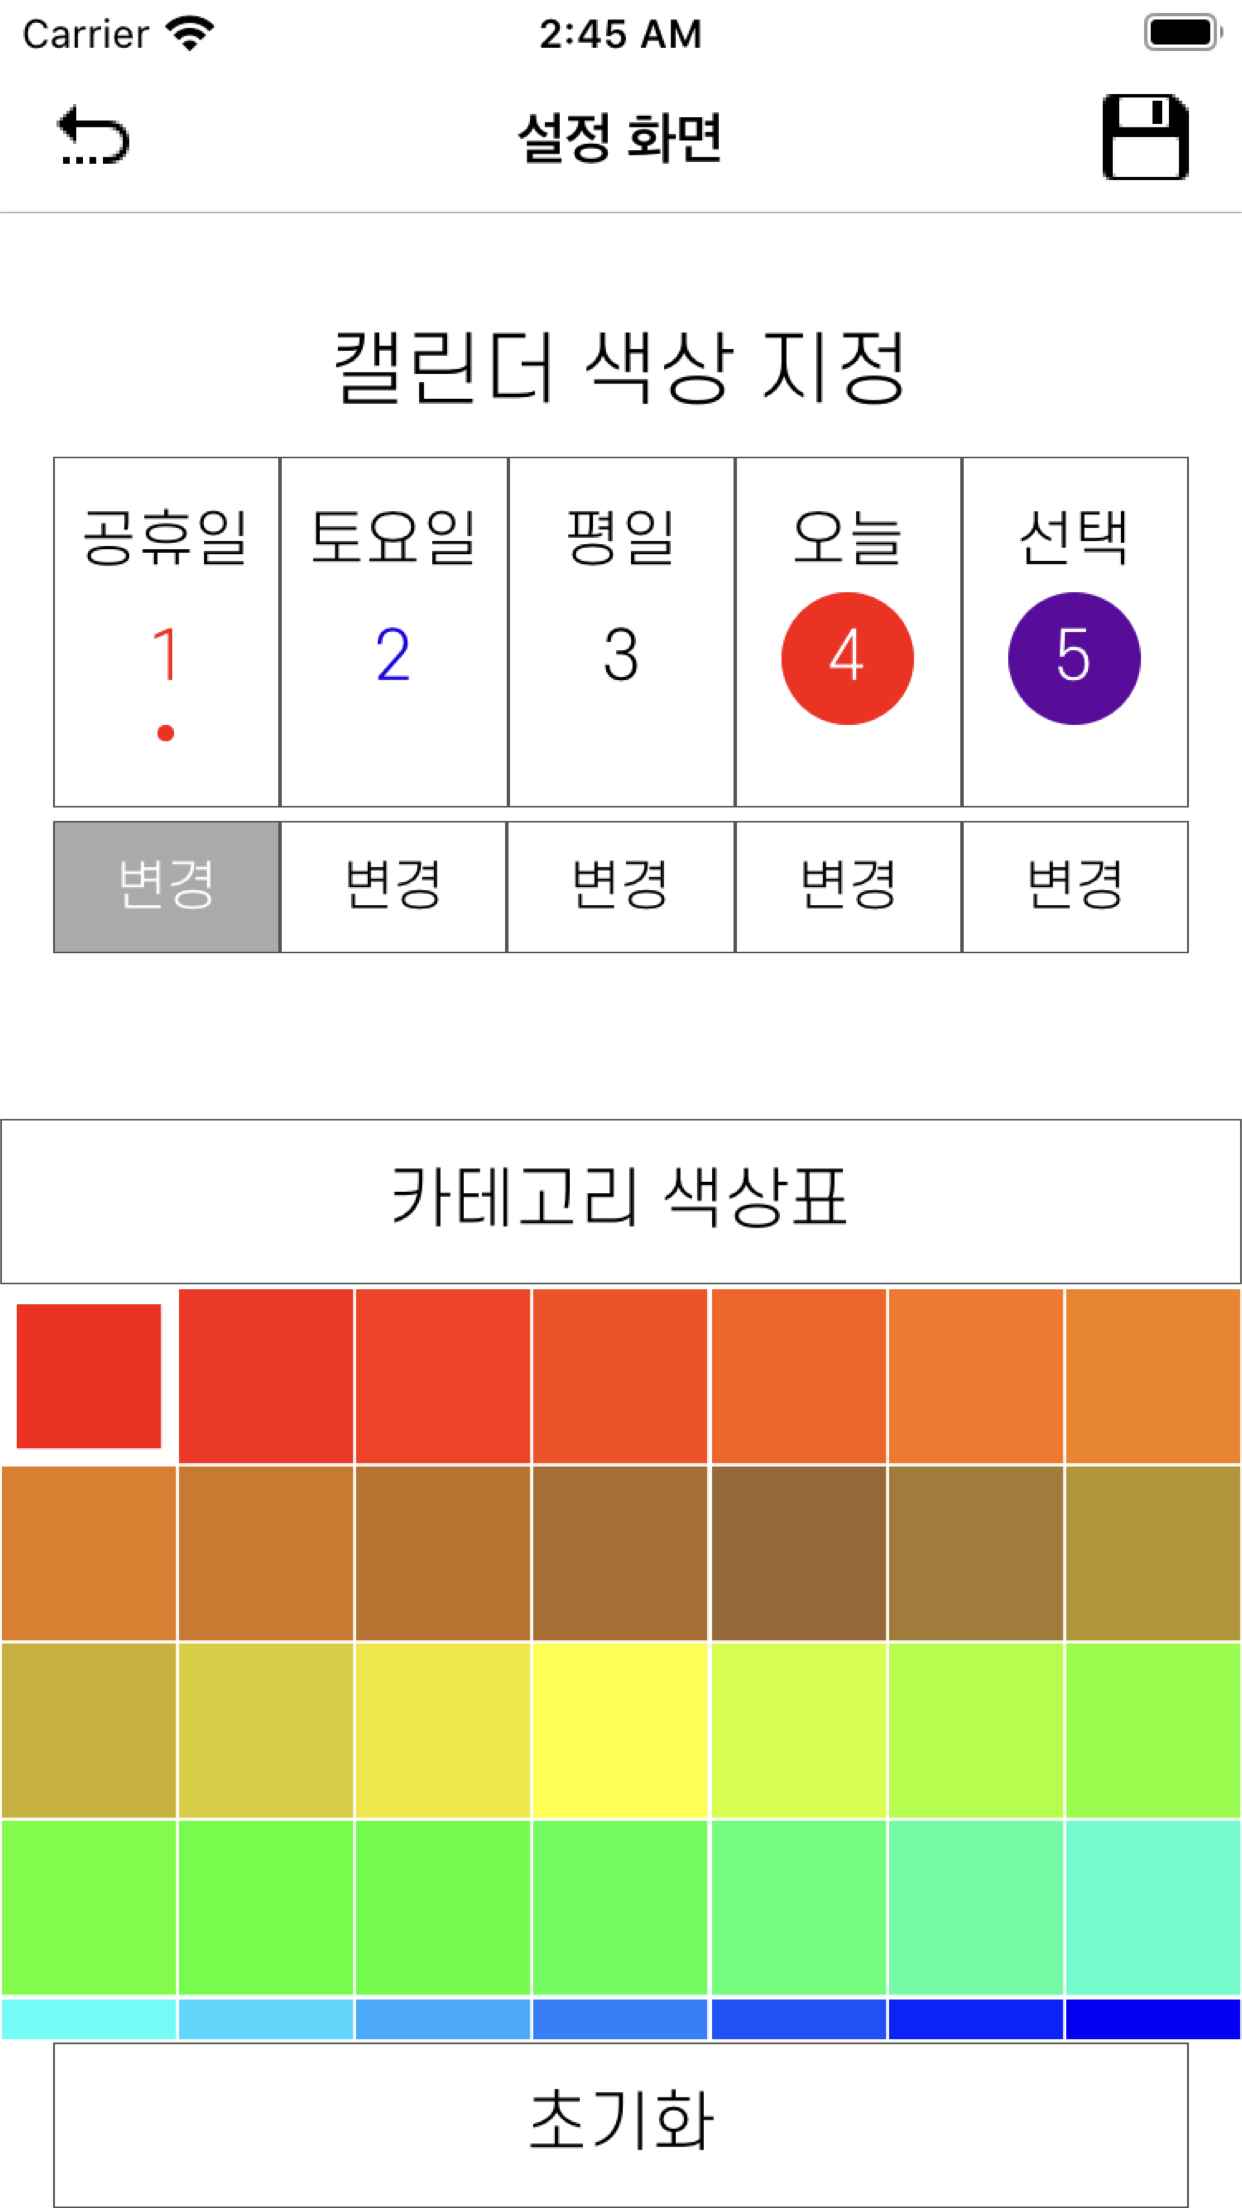 Carrier 2:45 AM
설정 화면
캘린더 색상 지정
공휴일 토요일 평일 오늘 선택
1 2 3 4 5
변경 변경 변경 변경 변경
카테고리 색상표
초기화